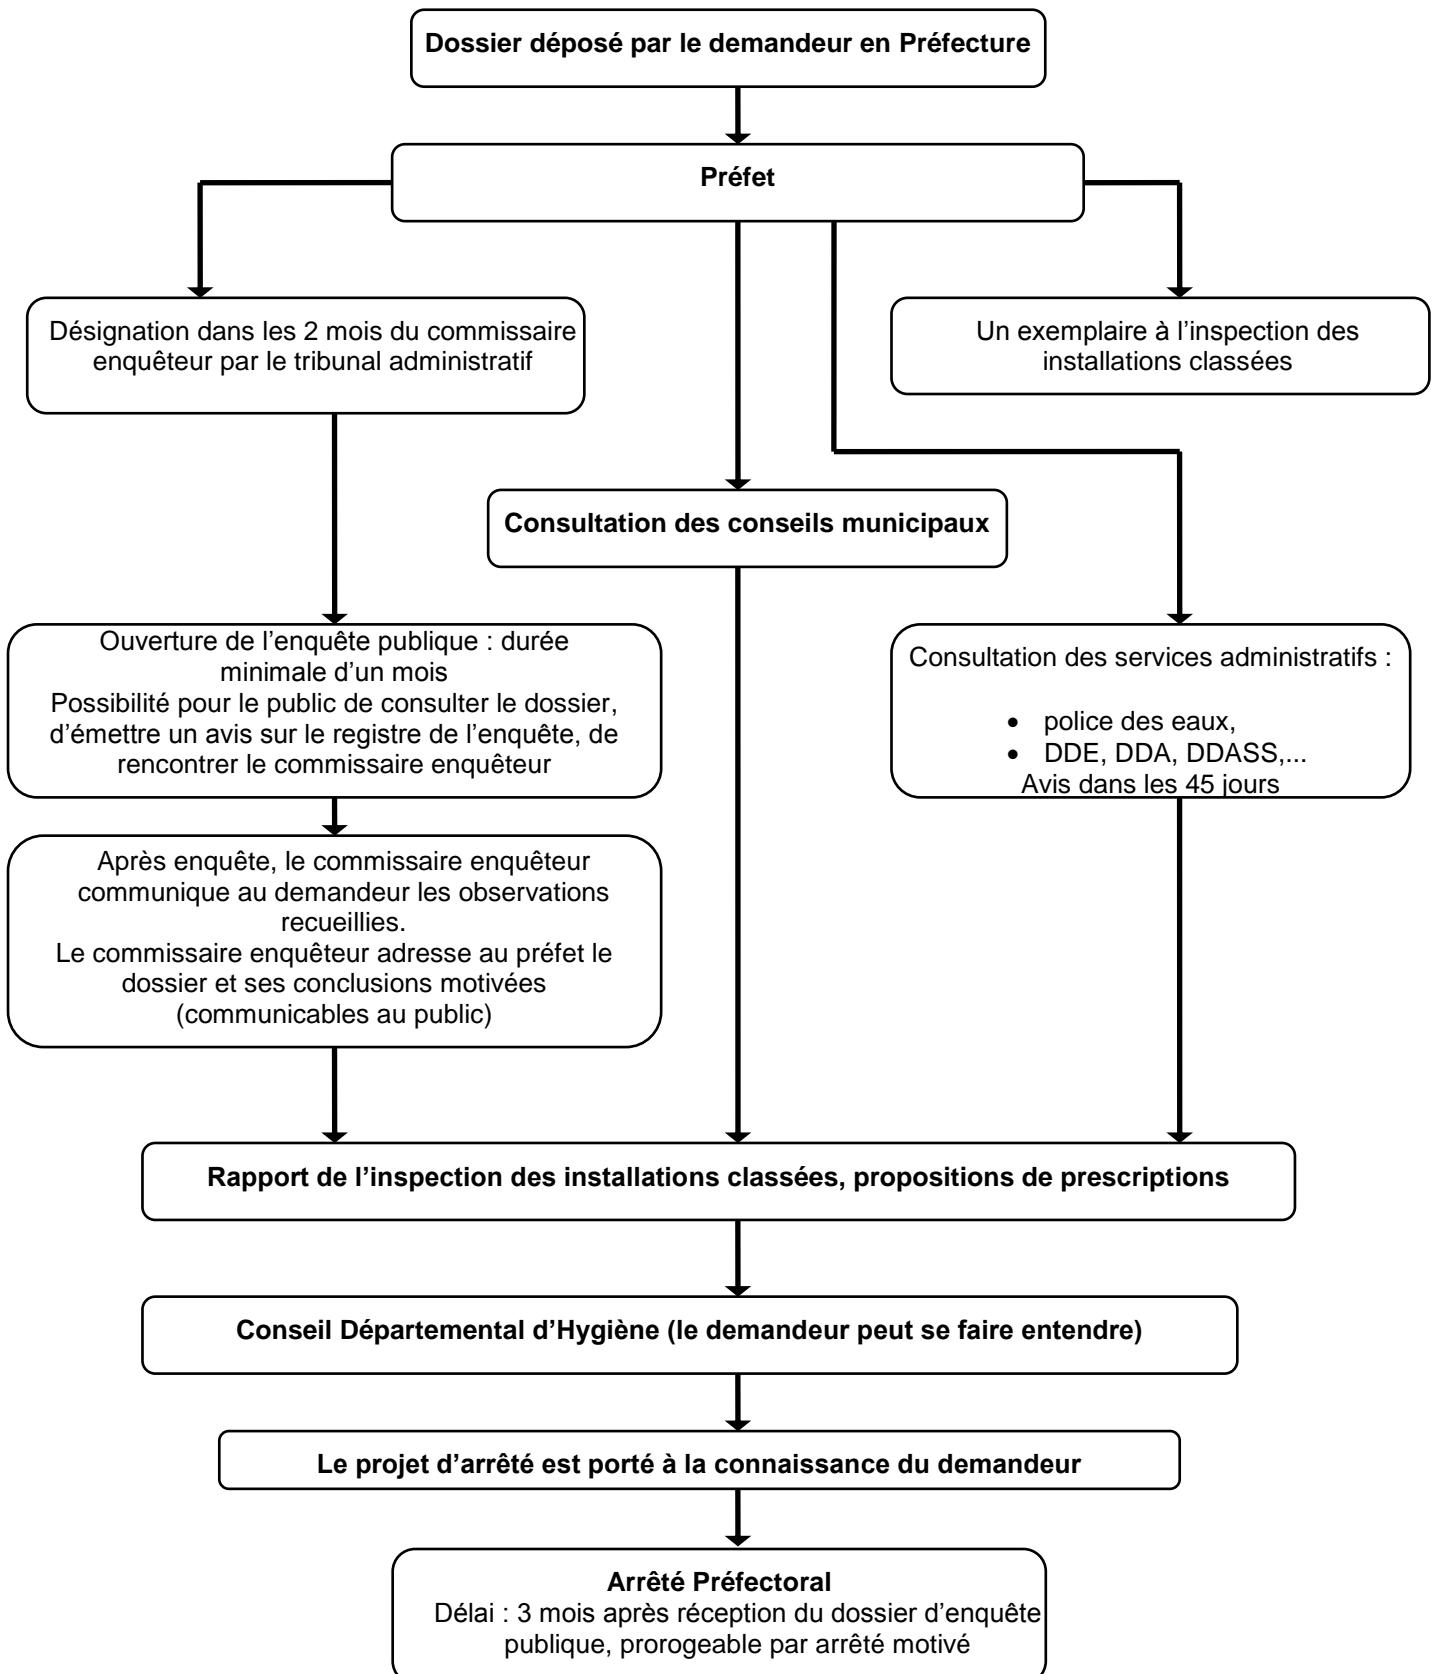 Dossier déposé par le demandeur en Préfecture
Préfet
Désignation dans les 2 mois du commissaire
enquêteur par le tribunal administratif
Un exemplaire à l’inspection des
installations classées
Consultation des conseils municipaux
Ouverture de l’enquête publique : durée
minimale d’un mois
Possibilité pour le public de consulter le dossier,
d’émettre un avis sur le registre de l’enquête, de
rencontrer le commissaire enquêteur
Consultation des services administratifs :
• police des eaux,
• DDE, DDA, DDASS,...
Avis dans les 45 jours
Après enquête, le commissaire enquêteur
communique au demandeur les observations
recueillies.
Le commissaire enquêteur adresse au préfet le
dossier et ses conclusions motivées
(communicables au public)
Rapport de l’inspection des installations classées, propositions de prescriptions
Conseil Départemental d’Hygiène (le demandeur peut se faire entendre)
Le projet d’arrêté est porté à la connaissance du demandeur
Arrêté Préfectoral
Délai : 3 mois après réception du dossier d’enquête
publique, prorogeable par arrêté motivé